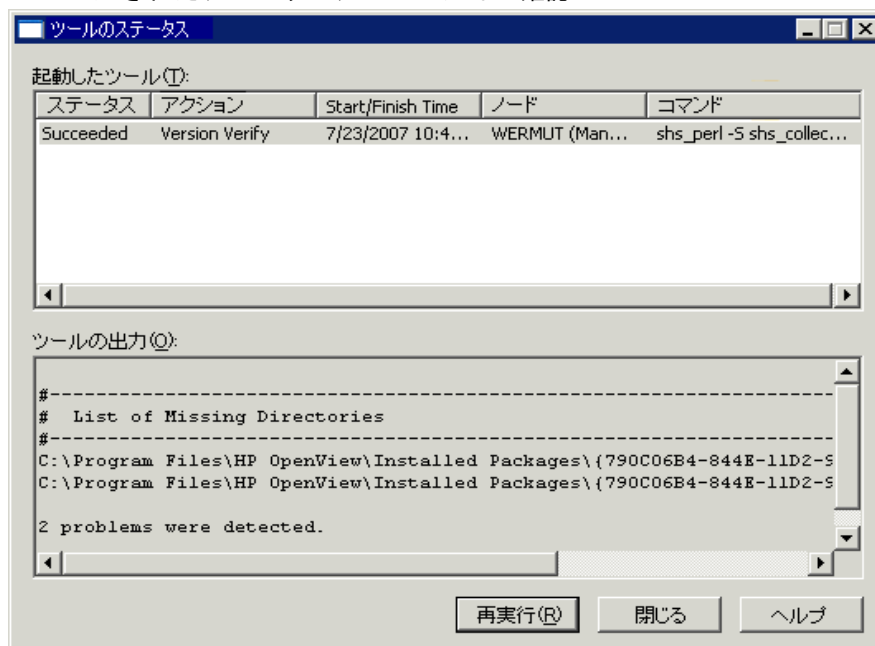 ツールのステータス
起動したツール(T):
ステータス アクション Start/Finish Time ノード コマンド
Succeeded Version Verify 7/23/2007 10:4... WERMUT (Man... shs_perl -S shs_collec...
ツールの出力(O):
#------------------------------------------------------------------------
# List of Missing Directories
#------------------------------------------------------------------------
C:\Program Files\HP OpenView\Installed Packages\{790C06B4-844E-11D2-9
C:\Program Files\HP OpenView\Installed Packages\{790C06B4-844E-11D2-9
2 problems were detected.
再実行(R) 閉じる ヘルプ